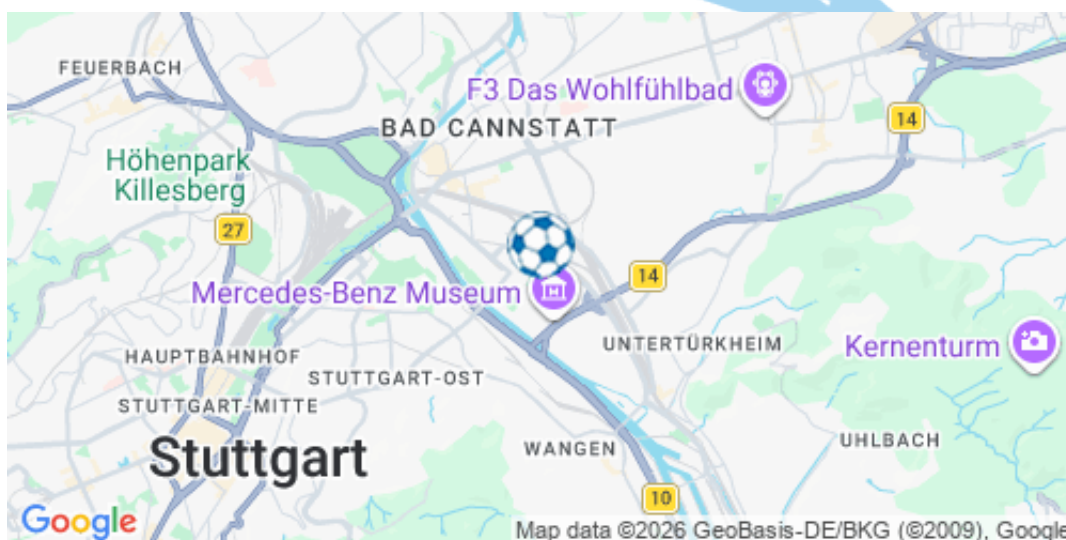 FEUERBACH
F3 Das Wohlfühlbad
BAD CANNSTATT
14
Höhenpark
Killesberg
27
14
Mercedes-Benz Museum
UNTERTÜRKHEIM
Kernenturm
HAUPTBAHNHOF
STUTTGART-OST
STUTTGART-MITTE
Stuttgart
WANGEN
UHLBACH
10
Google
Map data ©2026 GeoBasis-DE/BKG (©2009), Google